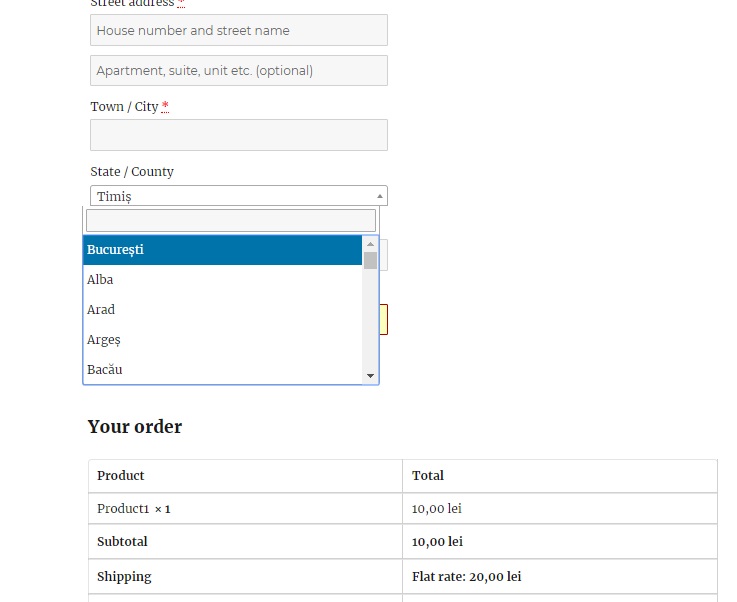 Street address *
House number and street name
Apartment, suite, unit etc. (optional)
Town / City *
State / County
Timiș
București
Alba
Arad
Argeș
Bacău
Your order
Product Total
Product1 × 1 10,00 lei
Subtotal 10,00 lei
Shipping Flat rate: 20,00 lei